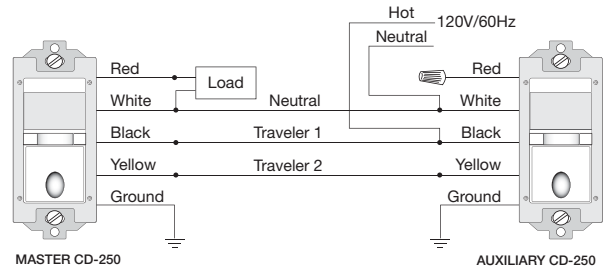 Hot
120V/60Hz
Neutral
Red
Load
Red
White
Neutral
White
Black
Traveler 1
Black
Yellow
Traveler 2
Yellow
Ground
Ground
MASTER CD-250
AUXILIARY CD-250